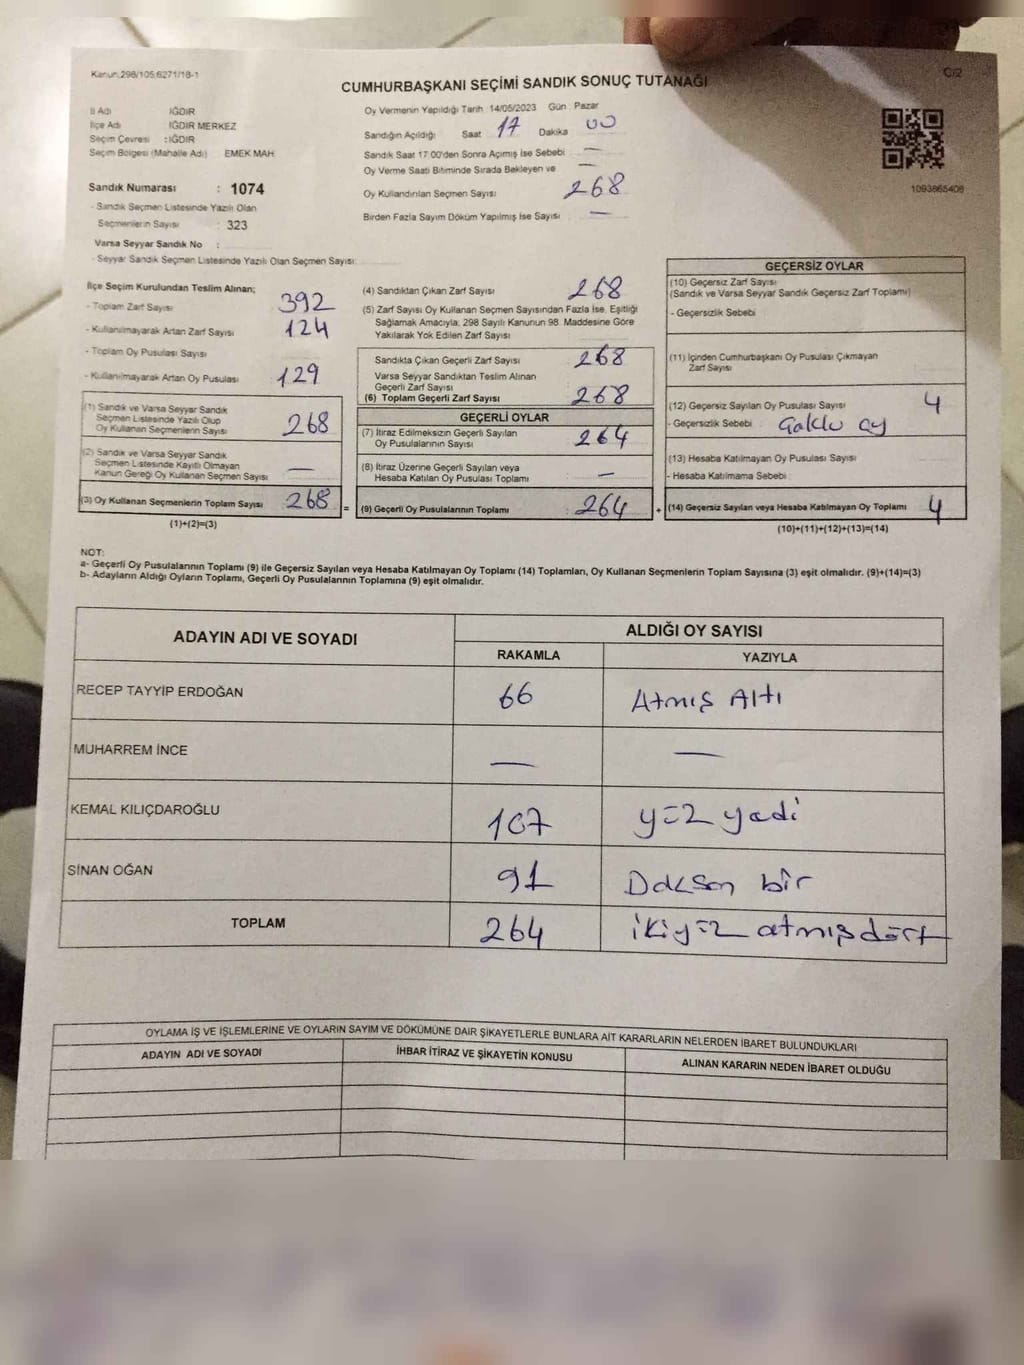 Kanun.298/105;6271/18-1
C/2
CUMHURBAŞKANI SEÇİMİ SANDIK SONUÇ TUTANAĞI
İl Adı IĞDIR
İlçe Adı IĞDIR MERKEZ
Seçim Çevresi :IĞDIR
Seçim Bölgesi (Mahalle Adı) EMEK MAH
Sandık Numarası : 1074
- Sandık Seçmen Listesinde Yazılı Olan
Seçmenlerin Sayısı : 323
Varsa Seyyar Sandık No :
- Seyyar Sandık Seçmen Listesinde Yazılı Olan Seçmen Sayısı:
Oy Vermenin Yapıldığı Tarih 14/05/2023 Gün : Pazar
Sandığın Açıldığı Saat 17 Dakika 00
Sandık Saat 17:00'den Sonra Açımış İse Sebebi —
Oy Verme Saati Bitiminde Sırada Bekleyen ve —
Oy Kullandırılan Seçmen Sayısı 268
Birden Fazla Sayım Döküm Yapılmış İse Sayısı —
1093865408
İlçe Seçim Kurulundan Teslim Alınan;
- Toplam Zarf Sayısı 392
- Kullanılmayarak Artan Zarf Sayısı 124
- Toplam Oy Pusulası Sayısı
- Kullanılmayarak Artan Oy Pusulası 129
(1) Sandık ve Varsa Seyyar Sandık
Seçmen Listesinde Yazılı Olup
Oy Kullanan Seçmenlerin Sayısı 268
(2) Sandık ve Varsa Seyyar Sandık
Seçmen Listesinde Kayıtlı Olmayan
Kanun Gereği Oy Kullanan Seçmen Sayısı —
(3) Oy Kullanan Seçmenlerin Toplam Sayısı 268 =
(1)+(2)=(3)
(4) Sandıktan Çıkan Zarf Sayısı 268
(5) Zarf Sayısı Oy Kullanan Seçmen Sayısından Fazla İse, Eşitliği
Sağlamak Amacıyla; 298 Sayılı Kanunun 98. Maddesine Göre
Yakılarak Yok Edilen Zarf Sayısı
Sandıkta Çıkan Geçerli Zarf Sayısı 268
Varsa Seyyar Sandıktan Teslim Alınan
Geçerli Zarf Sayısı
(6) Toplam Geçerli Zarf Sayısı 268
GEÇERLİ OYLAR
(7) İtiraz Edilmeksizin Geçerli Sayılan
Oy Pusulalarının Sayısı 264
(8) İtiraz Üzerine Geçerli Sayılan veya
Hesaba Katılan Oy Pusulası Toplamı —
(9) Geçerli Oy Pusulalarının Toplamı : 264 +
GEÇERSİZ OYLAR
(10) Geçersiz Zarf Sayısı
(Sandık ve Varsa Seyyar Sandık Geçersiz Zarf Toplamı)
- Geçersizlik Sebebi
(11) İçinden Cumhurbaşkanı Oy Pusulası Çıkmayan
Zarf Sayısı
(12) Geçersiz Sayılan Oy Pusulası Sayısı 4
- Geçersizlik Sebebi : Goklu oy
(13) Hesaba Katılmayan Oy Pusulası Sayısı
- Hesaba Katılmama Sebebi
(14) Geçersiz Sayılan veya Hesaba Katılmayan Oy Toplamı 4
(10)+(11)+(12)+(13)=(14)
NOT:
a- Geçerli Oy Pusulalarının Toplamı (9) ile Geçersiz Sayılan veya Hesaba Katılmayan Oy Toplamı (14) Toplamları, Oy Kullanan Seçmenlerin Toplam Sayısına (3) eşit olmalıdır. (9)+(14)=(3)
b- Adayların Aldığı Oyların Toplamı, Geçerli Oy Pusulalarının Toplamına (9) eşit olmalıdır.
ADAYIN ADI VE SOYADI
ALDIĞI OY SAYISI
RAKAMLA YAZIYLA
RECEP TAYYİP ERDOĞAN 66 Atmış Altı
MUHARREM İNCE — —
KEMAL KILIÇDAROĞLU 107 yüz yedi
SİNAN OĞAN 91 Doksan bir
TOPLAM 264 ikiyüz atmışdört
OYLAMA İŞ VE İŞLEMLERİNE VE OYLARIN SAYIM VE DÖKÜMÜNE DAİR ŞİKAYETLERLE BUNLARA AİT KARARLARIN NELERDEN İBARET BULUNDUKLARI
ADAYIN ADI VE SOYADI İHBAR İTİRAZ VE ŞİKAYETİN KONUSU ALINAN KARARIN NEDEN İBARET OLDUĞU